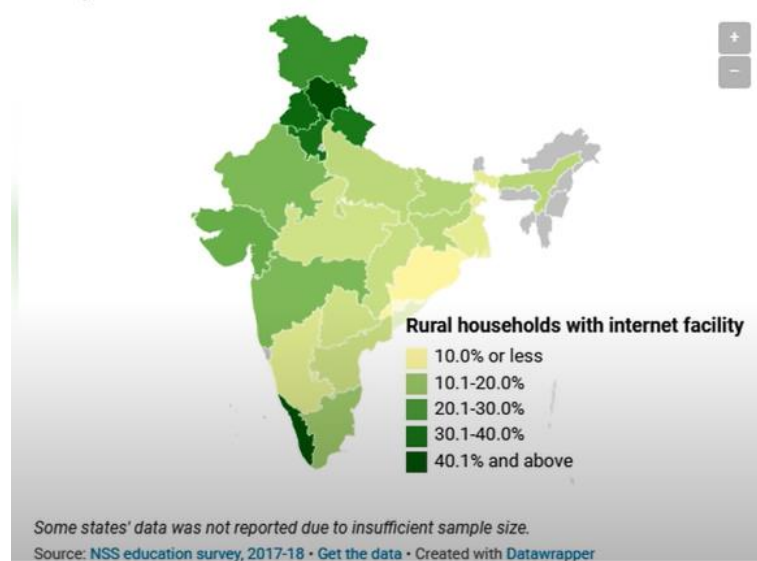 +
−
Rural households with internet facility
10.0% or less
10.1-20.0%
20.1-30.0%
30.1-40.0%
40.1% and above
Some states' data was not reported due to insufficient sample size.
Source: NSS education survey, 2017-18 • Get the data • Created with Datawrapper